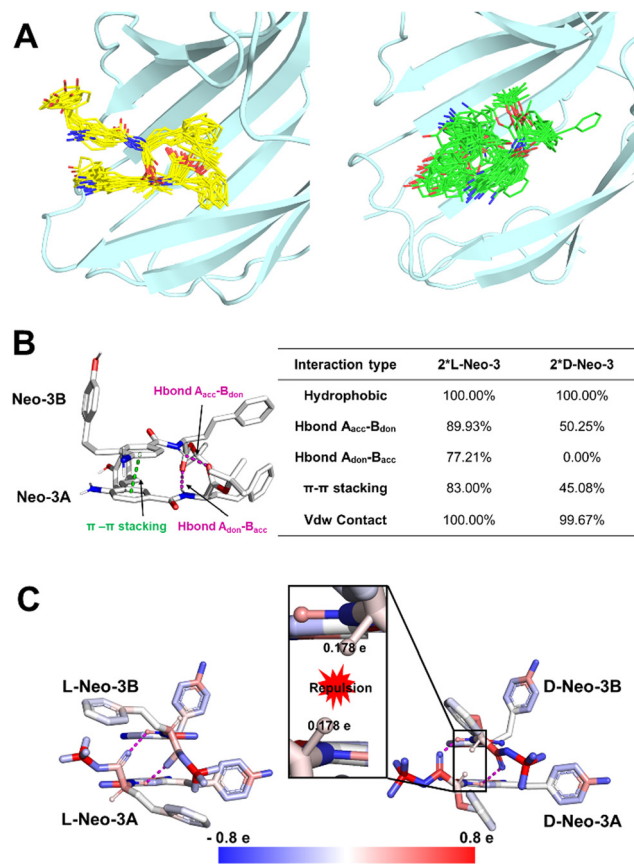 A
B
Neo-3B
Hbond Aacc-Bdon
Neo-3A
π –π stacking
Hbond Adon-Bacc
Interaction type 2*L-Neo-3 2*D-Neo-3
Hydrophobic 100.00% 100.00%
Hbond Aacc-Bdon 89.93% 50.25%
Hbond Adon-Bacc 77.21% 0.00%
π-π stacking 83.00% 45.08%
Vdw Contact 100.00% 99.67%
C
L-Neo-3B
L-Neo-3A
0.178 e
Repulsion
0.178 e
D-Neo-3B
D-Neo-3A
- 0.8 e 0.8 e